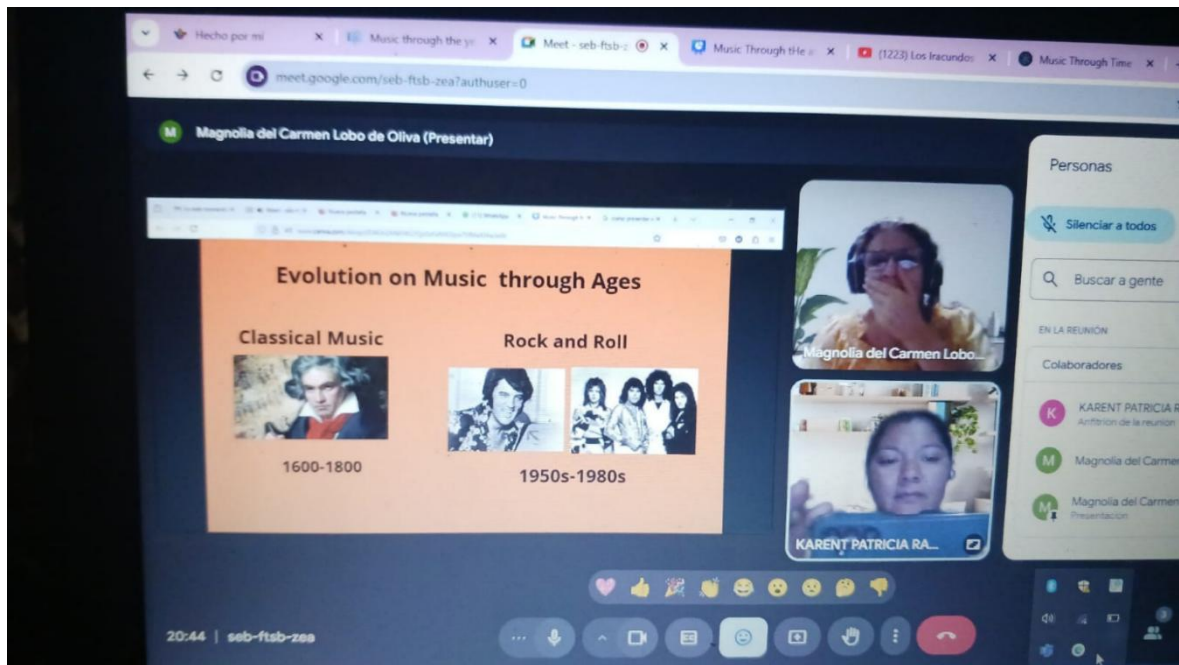 Hecho por mi
Music through the ye
Meet - seb-ftsb-z
Music Through tHe a
(1223) Los Iracundos
Music Through Time
meet.google.com/seb-ftsb-zea?authuser=0
M
Magnolia del Carmen Lobo de Oliva (Presentar)
Evolution on Music through Ages
Classical Music
Rock and Roll
1600-1800
1950s-1980s
Magnolia del Carmen Lobo...
KARENT PATRICIA RA...
Personas
Silenciar a todos
Buscar a gente
EN LA REUNIÓN
Colaboradores
K
KARENT PATRICIA R
Anfitrión de la reunión
M
Magnolia del Carme
M
Magnolia del Carmen
Presentación
20:44 | seb-ftsb-zea
CC
3